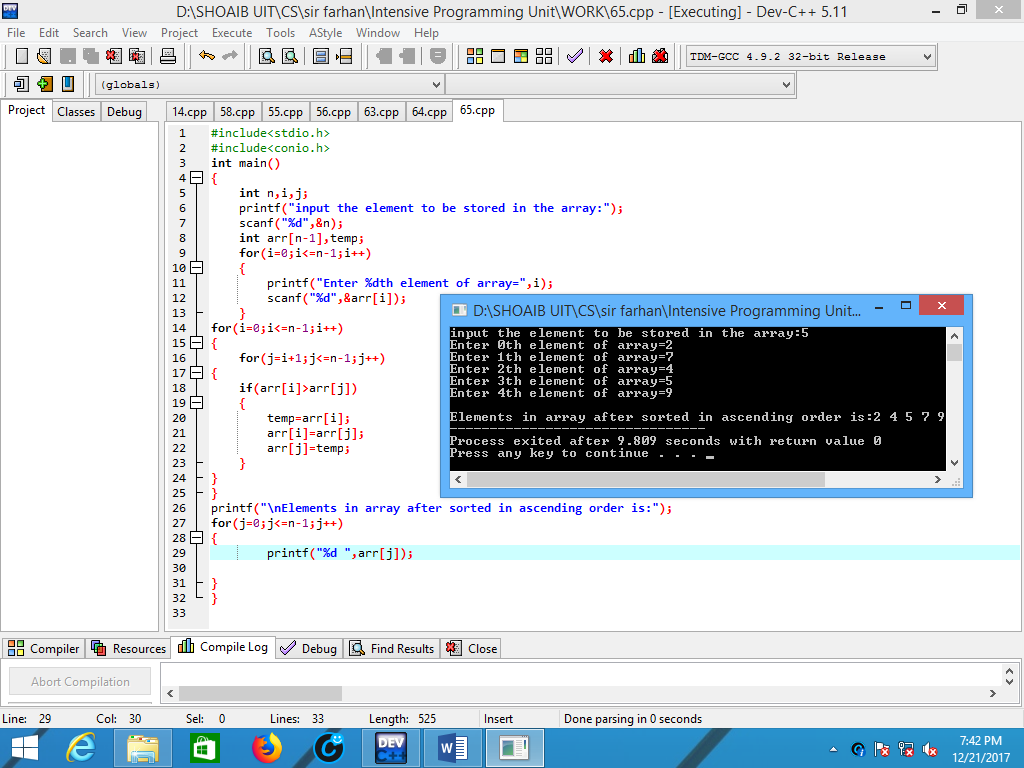 D:\SHOAIB UIT\CS\sir farhan\Intensive Programming Unit\WORK\65.cpp - [Executing] - Dev-C++ 5.11
File Edit Search View Project Execute Tools AStyle Window Help
TDM-GCC 4.9.2 32-bit Release
(globals)
Project Classes Debug
14.cpp 58.cpp 55.cpp 56.cpp 63.cpp 64.cpp 65.cpp
1 #include<stdio.h>
2 #include<conio.h>
3 int main()
4 {
5 int n,i,j;
6 printf("input the element to be stored in the array:");
7 scanf("%d",&n);
8 int arr[n-1],temp;
9 for(i=0;i<=n-1;i++)
10 {
11 printf("Enter %dth element of array=",i);
12 scanf("%d",&arr[i]);
13 }
14 for(i=0;i<=n-1;i++)
15 {
16 for(j=i+1;j<=n-1;j++)
17 {
18 if(arr[i]>arr[j])
19 {
20 temp=arr[i];
21 arr[i]=arr[j];
22 arr[j]=temp;
23 }
24 }
25 }
26 printf("\nElements in array after sorted in ascending order is:");
27 for(j=0;j<=n-1;j++)
28 {
29 printf("%d ",arr[j]);
30
31 }
32 }
33
D:\SHOAIB UIT\CS\sir farhan\Intensive Programming Unit...
input the element to be stored in the array:5
Enter 0th element of array=2
Enter 1th element of array=7
Enter 2th element of array=4
Enter 3th element of array=5
Enter 4th element of array=9
Elements in array after sorted in ascending order is:2 4 5 7 9
--------------------------------
Process exited after 9.809 seconds with return value 0
Press any key to continue . . . _
Compiler Resources Compile Log Debug Find Results Close
Abort Compilation
Line: 29 Col: 30 Sel: 0 Lines: 33 Length: 525 Insert Done parsing in 0 seconds
DEV C++
7:42 PM
12/21/2017